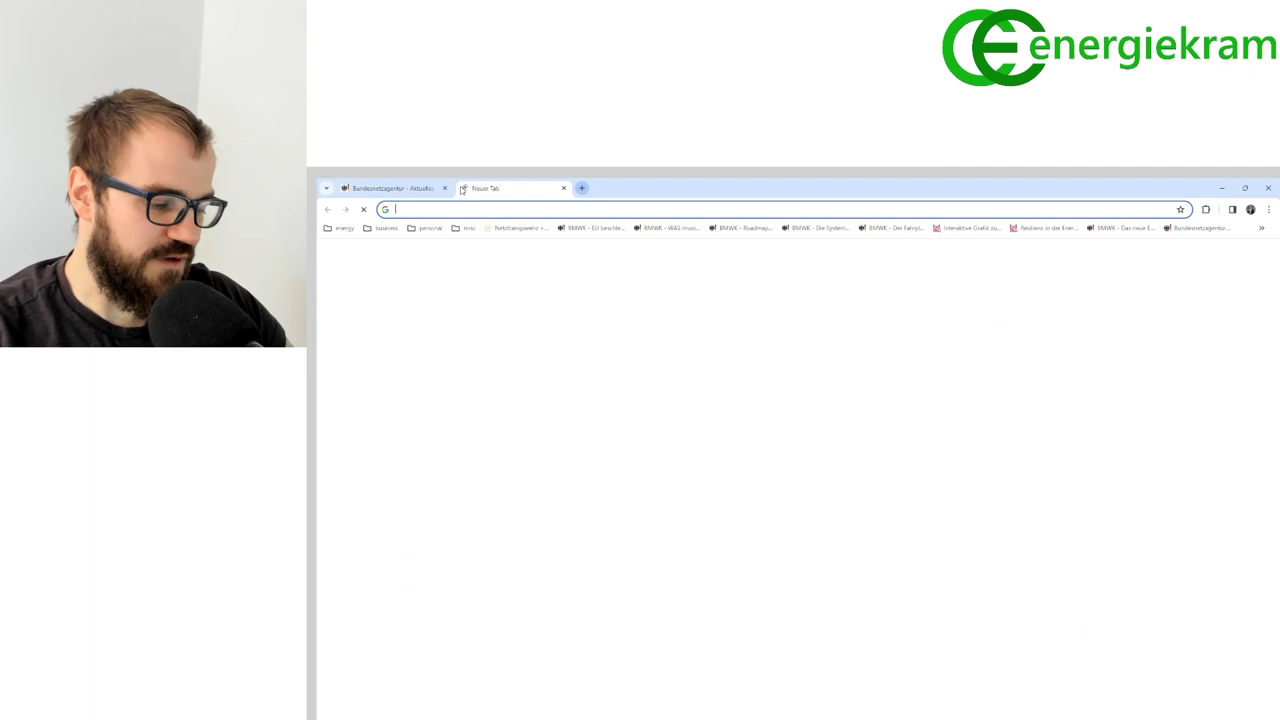 energiekram
Bundesnetzagentur - Aktuelles
Neuer Tab
energy
business
personal
misc
Netztransparenz > ...
BMWK - EU beschle...
BMWK - WAS muss...
BMWK - Roadmap...
BMWK - Die System...
BMWK - Der Fahrpl...
Interaktive Grafik zu...
Resilienz in der Ener...
BMWK - Das neue E...
Bundesnetzagentur...